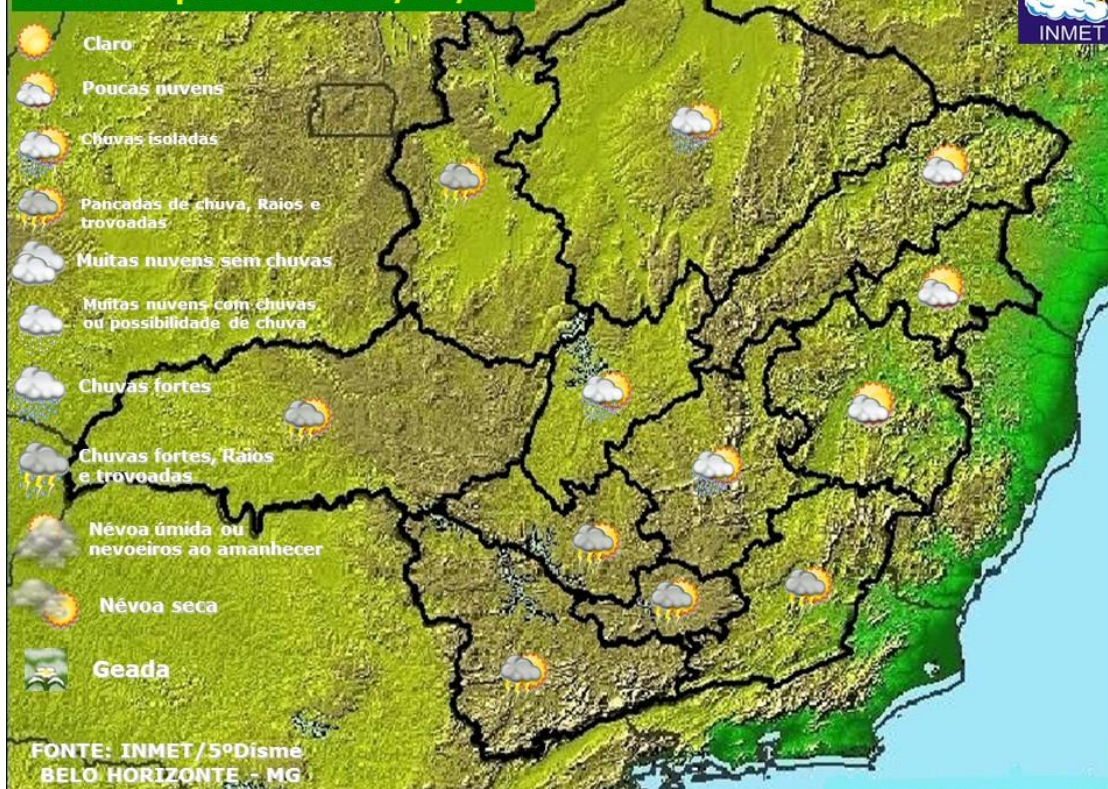 INMET
Claro
Poucas nuvens
Chuvas isoladas
Pancadas de chuva, Raios e
trovoadas
Muitas nuvens sem chuvas
Muitas nuvens com chuvas
ou possibilidade de chuva
Chuvas fortes
Chuvas fortes, Raios
e trovoadas
Névoa úmida ou
nevoeiros ao amanhecer
Névoa seca
Geada
FONTE: INMET/5ºDisme
BELO HORIZONTE - MG